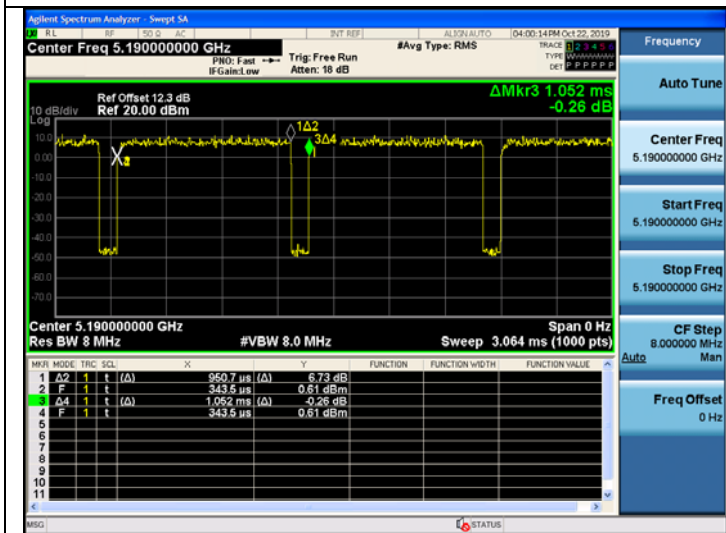 Agilent Spectrum Analyzer - Swept SA
RL RF 50 Ω AC INT REF ALIGN AUTO 04:00:14 PM Oct 22, 2019
Center Freq 5.190000000 GHz
PNO: Fast
IFGain:Low
Trig: Free Run
Atten: 18 dB
#Avg Type: RMS
TRACE 1 2 3 4 5 6
TYPE
DET P P P P P P
Ref Offset 12.3 dB
10 dB/div Ref 20.00 dBm
Log
ΔMkr3 1.052 ms
-0.26 dB
1Δ2
3Δ4
10.0
0.00
-10.0
-20.0
-30.0
-40.0
-50.0
-60.0
-70.0
Center 5.190000000 GHz Span 0 Hz
Res BW 8 MHz #VBW 8.0 MHz Sweep 3.064 ms (1000 pts)
MKR MODE TRC SCL X Y FUNCTION FUNCTION WIDTH FUNCTION VALUE
1 Δ2 1 t (Δ) 950.7 µs (Δ) 6.73 dB
2 F 1 t 343.5 µs 0.61 dBm
3 Δ4 1 t (Δ) 1.052 ms (Δ) -0.26 dB
4 F 1 t 343.5 µs 0.61 dBm
5
6
7
8
9
10
11
MSG STATUS
Frequency
Auto Tune
Center Freq
5.190000000 GHz
Start Freq
5.190000000 GHz
Stop Freq
5.190000000 GHz
CF Step
8.000000 MHz
Auto Man
Freq Offset
0 Hz